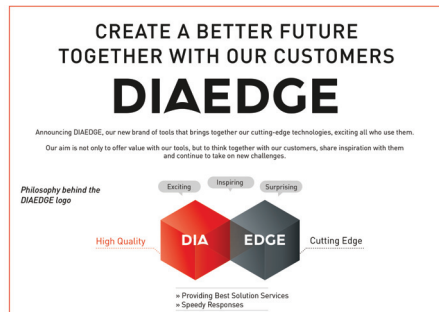 CREATE A BETTER FUTURE
TOGETHER WITH OUR CUSTOMERS
DIAEDGE
Announcing DIAEDGE, our new brand of tools that brings together our cutting-edge technologies, exciting all who use them.
Our aim is not only to offer value with our tools, but to think together with our customers, share inspiration with them
and continue to take on new challenges.
Philosophy behind the
DIAEDGE logo
Exciting
Inspiring
Surprising
High Quality
DIA
EDGE
Cutting Edge
» Providing Best Solution Services
» Speedy Responses